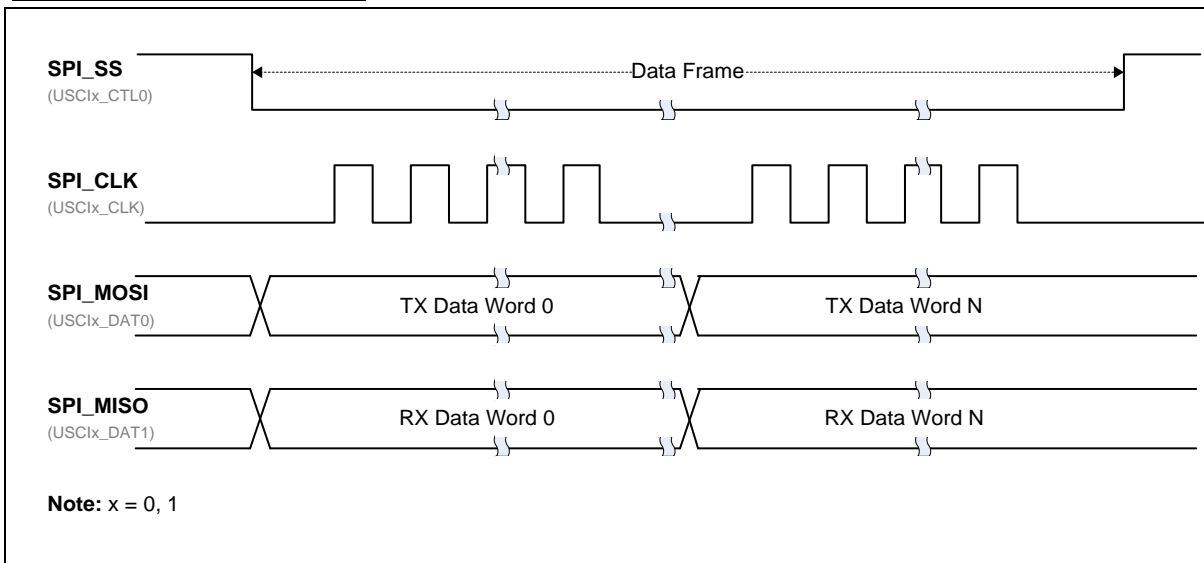 SPI_SS
Data Frame
(USCIx_CTL0)
SPI_CLK
(USCIx_CLK)
SPI_MOSI
TX Data Word 0
TX Data Word N
(USCIx_DAT0)
SPI_MISO
RX Data Word 0
RX Data Word N
(USCIx_DAT1)
Note: x = 0, 1